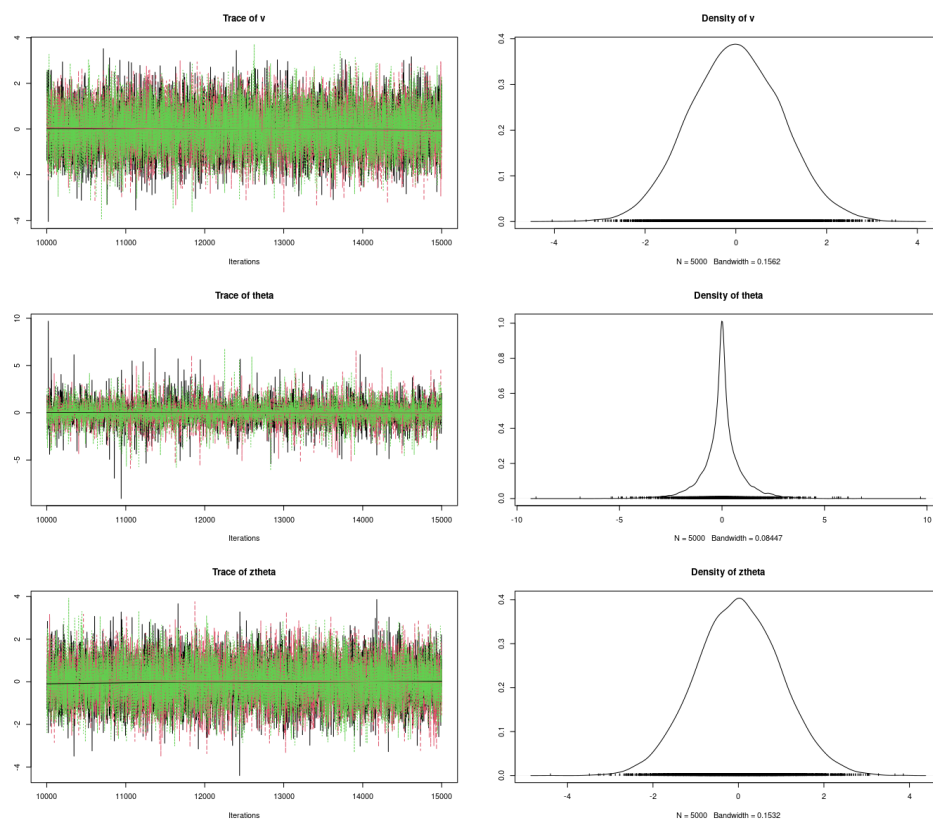 Trace of v
4
2
0
-2
-4
10000 11000 12000 13000 14000 15000
Iterations
Density of v
0.4
0.3
0.2
0.1
0.0
-4 -2 0 2 4
N = 5000 Bandwidth = 0.1562
Trace of theta
10
5
0
-5
10000 11000 12000 13000 14000 15000
Iterations
Density of theta
1.0
0.8
0.6
0.4
0.2
0.0
-10 -5 0 5 10
N = 5000 Bandwidth = 0.08447
Trace of ztheta
4
2
0
-2
-4
10000 11000 12000 13000 14000 15000
Iterations
Density of ztheta
0.4
0.3
0.2
0.1
0.0
-4 -2 0 2 4
N = 5000 Bandwidth = 0.1532